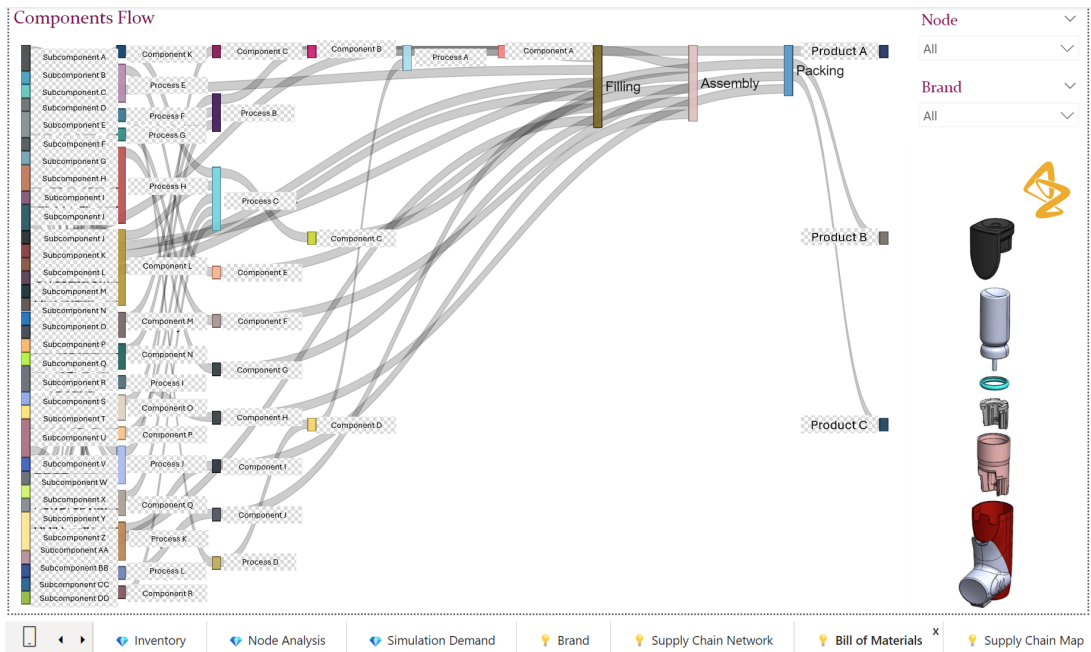 Components Flow
Node
All
Brand
All
Subcomponent A
Subcomponent B
Subcomponent C
Subcomponent D
Subcomponent E
Subcomponent F
Subcomponent G
Subcomponent H
Subcomponent I
Subcomponent J
Subcomponent J
Subcomponent K
Subcomponent L
Subcomponent M
Subcomponent N
Subcomponent O
Subcomponent P
Subcomponent Q
Subcomponent R
Subcomponent S
Subcomponent T
Subcomponent U
Subcomponent V
Subcomponent W
Subcomponent X
Subcomponent Y
Subcomponent Z
Subcomponent AA
Subcomponent BB
Subcomponent CC
Subcomponent DD
Component K
Process E
Process F
Process G
Process H
Component L
Component M
Component N
Process I
Component O
Component P
Process J
Component Q
Process K
Process L
Component R
Component C
Process B
Process C
Component E
Component F
Component G
Component H
Component I
Component J
Process D
Component B
Component C
Component D
Process A
Component A
Filling
Assembly
Packing
Product A
Product B
Product C
Inventory
Node Analysis
Simulation Demand
Brand
Supply Chain Network
Bill of Materials
x
Supply Chain Map